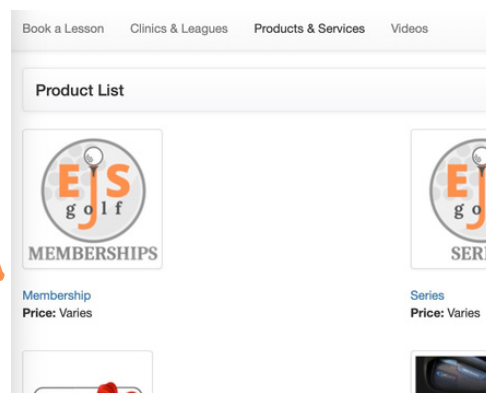 Book a Lesson Clinics & Leagues Products & Services Videos
Product List
EJS
golf
MEMBERSHIPS
Membership
Price: Varies
Series
Price: Varies